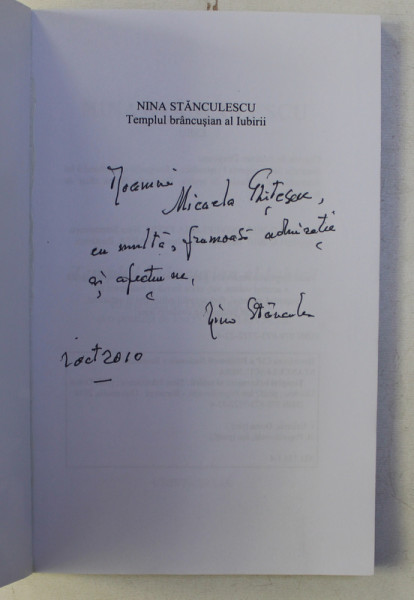 NINA STĂNCULESCU
Templul brâncușian al Iubirii
Doamnei
Micaela Ghițescu,
cu multă, frumoasă admirație
și afecțiune,
Nina Stănculescu
2 oct 2010